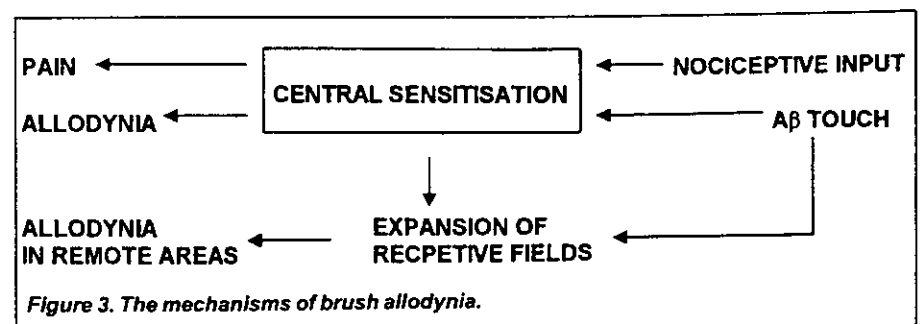 PAIN
NOCICEPTIVE INPUT
CENTRAL SENSITISATION
ALLODYNIA
Aβ TOUCH
ALLODYNIA
IN REMOTE AREAS
EXPANSION OF
RECPETIVE FIELDS
Figure 3. The mechanisms of brush allodynia.